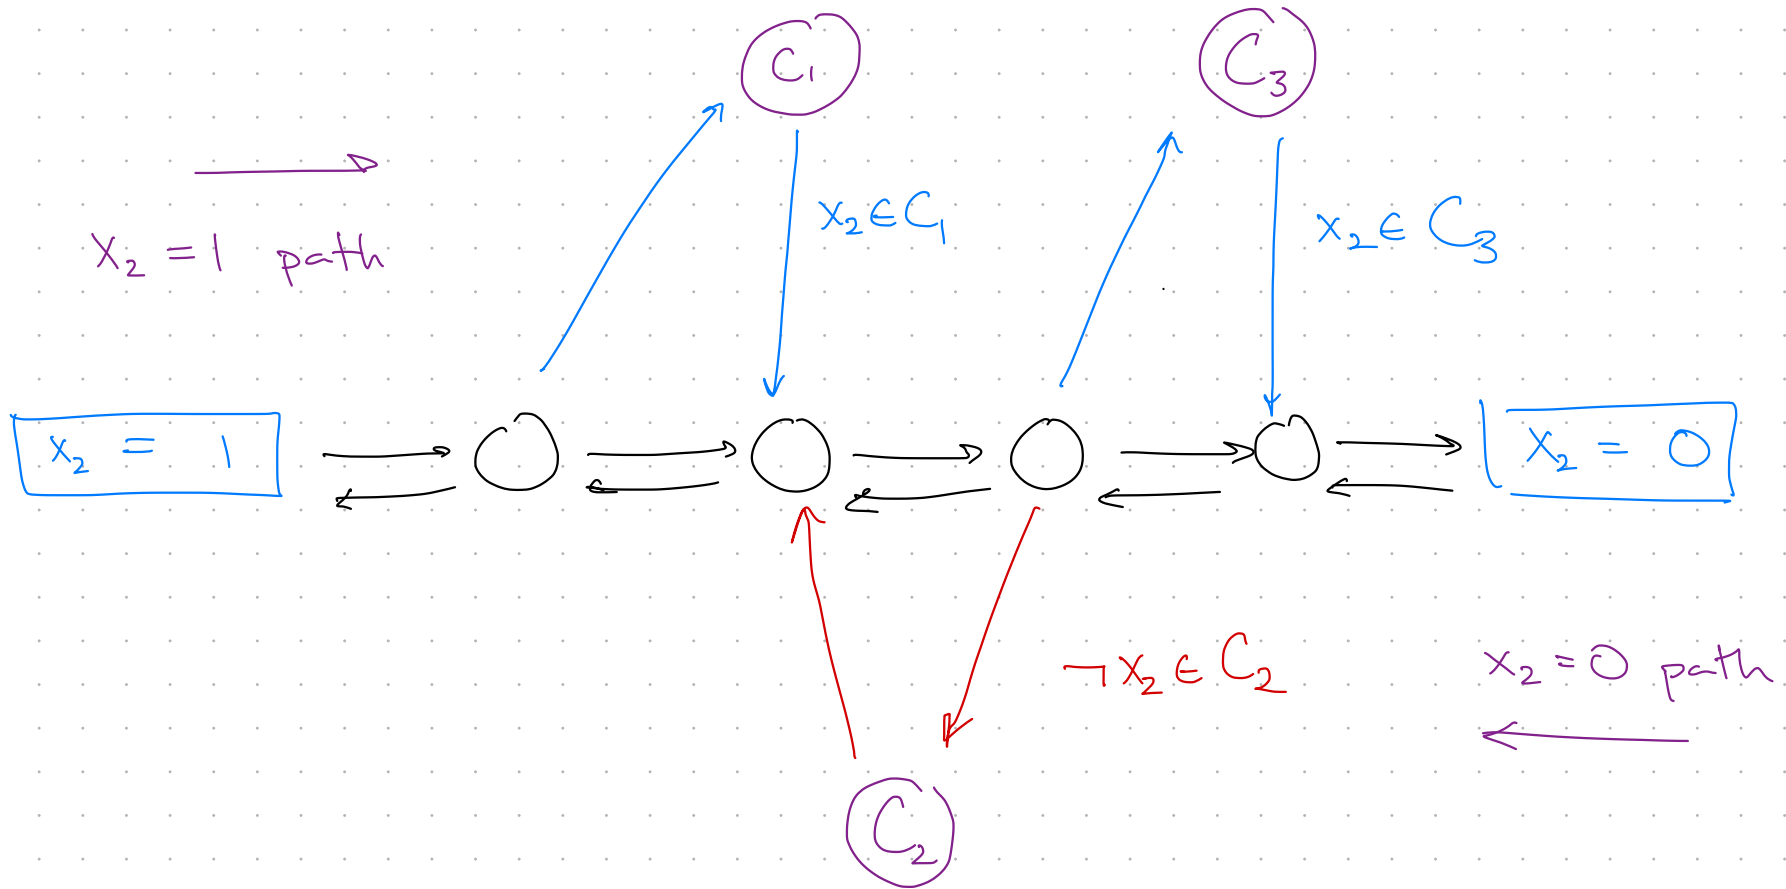 C₁
C₃
x₂ = 1 path
x₂ ∈ C₁
x₂ ∈ C₃
x₂ = 1
x₂ = 0
¬x₂ ∈ C₂
x₂ = 0 path
C₂